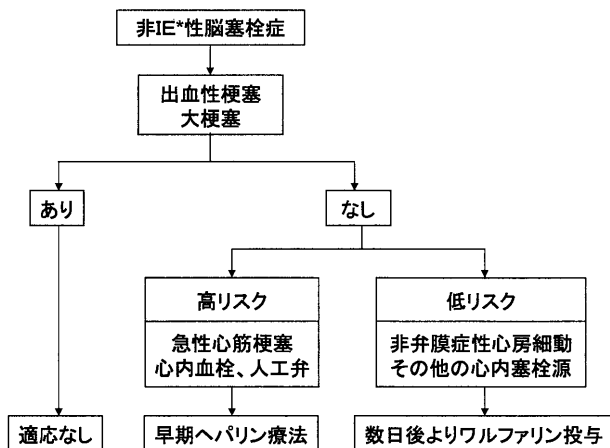 非IE*性脳塞栓症
出血性梗塞
大梗塞
あり
なし
高リスク
急性心筋梗塞
心内血栓、人工弁
低リスク
非弁膜症性心房細動
その他の心内塞栓源
適応なし
早期ヘパリン療法
数日後よりワルファリン投与